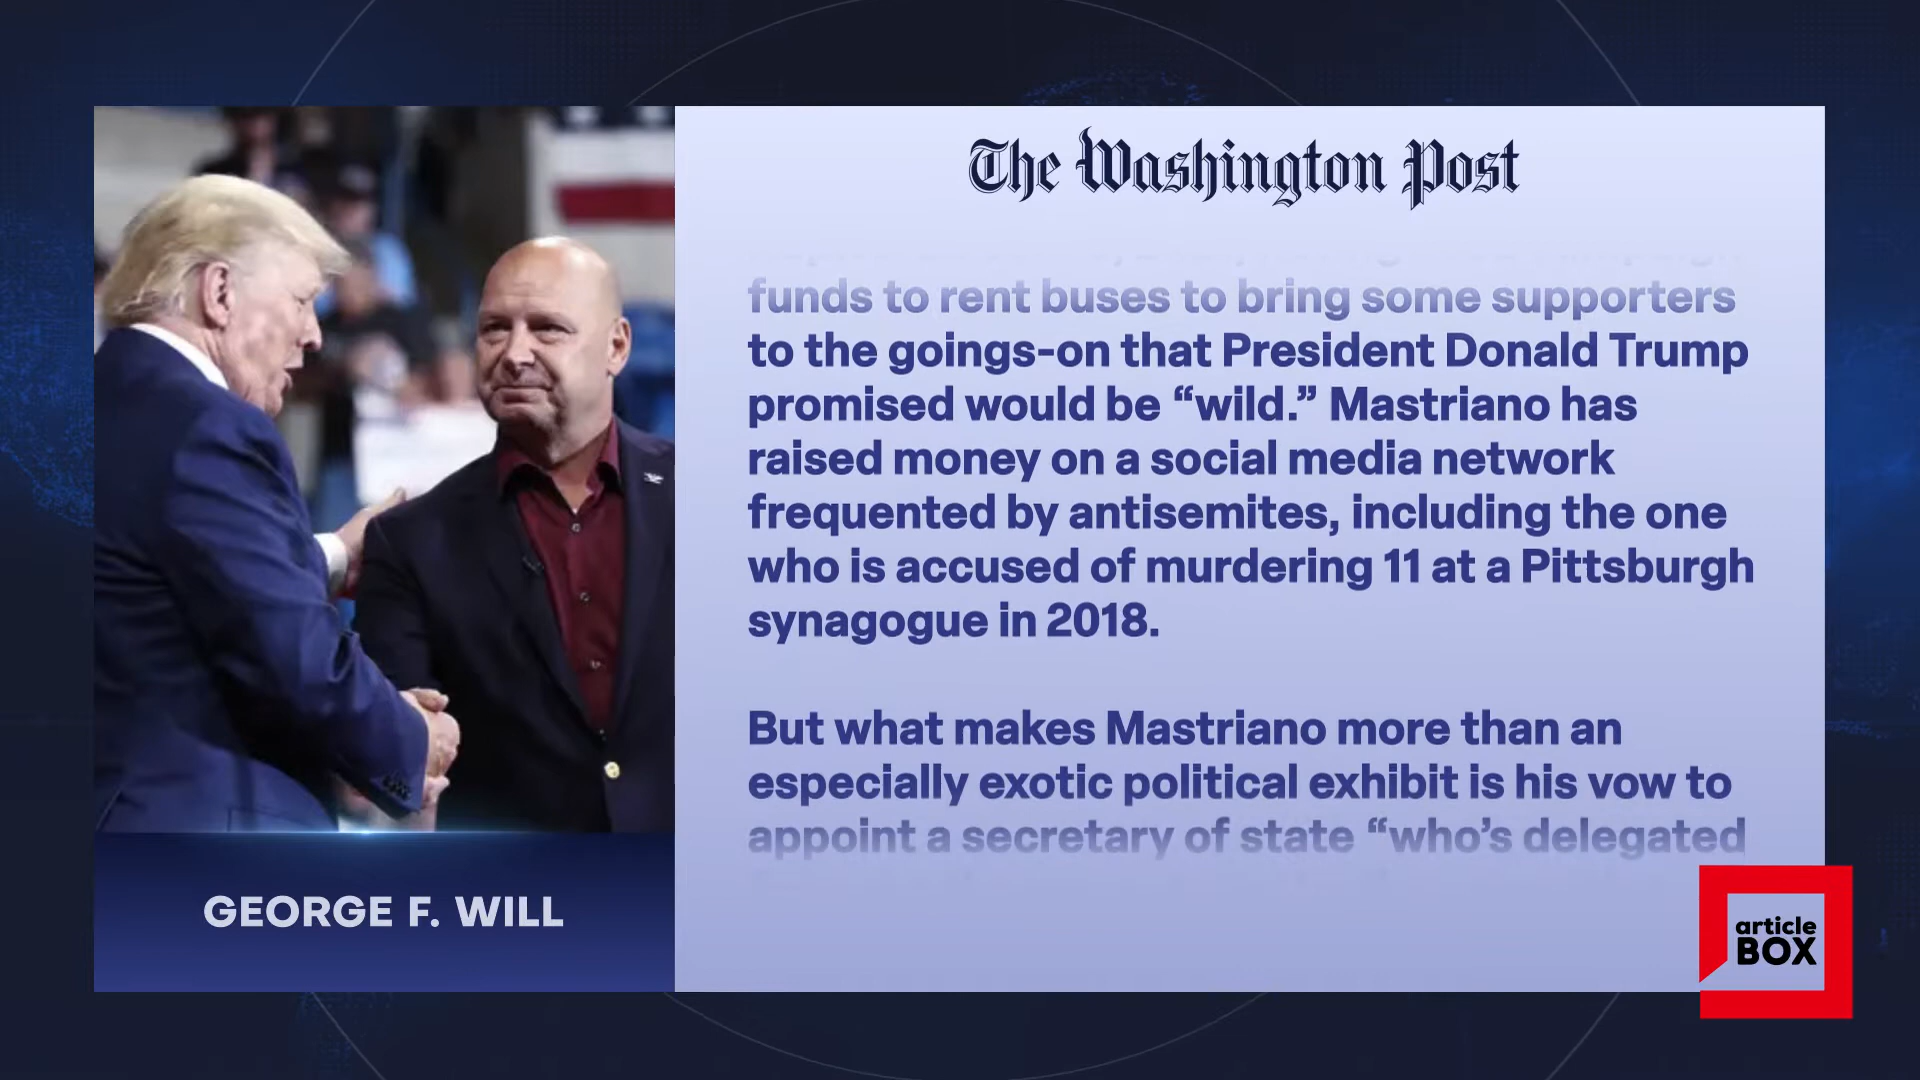 The Washington Post
funds to rent buses to bring some supporters
to the goings-on that President Donald Trump
promised would be “wild.” Mastriano has
raised money on a social media network
frequented by antisemites, including the one
who is accused of murdering 11 at a Pittsburgh
synagogue in 2018.
But what makes Mastriano more than an
especially exotic political exhibit is his vow to
appoint a secretary of state “who’s delegated
GEORGE F. WILL
article
BOX